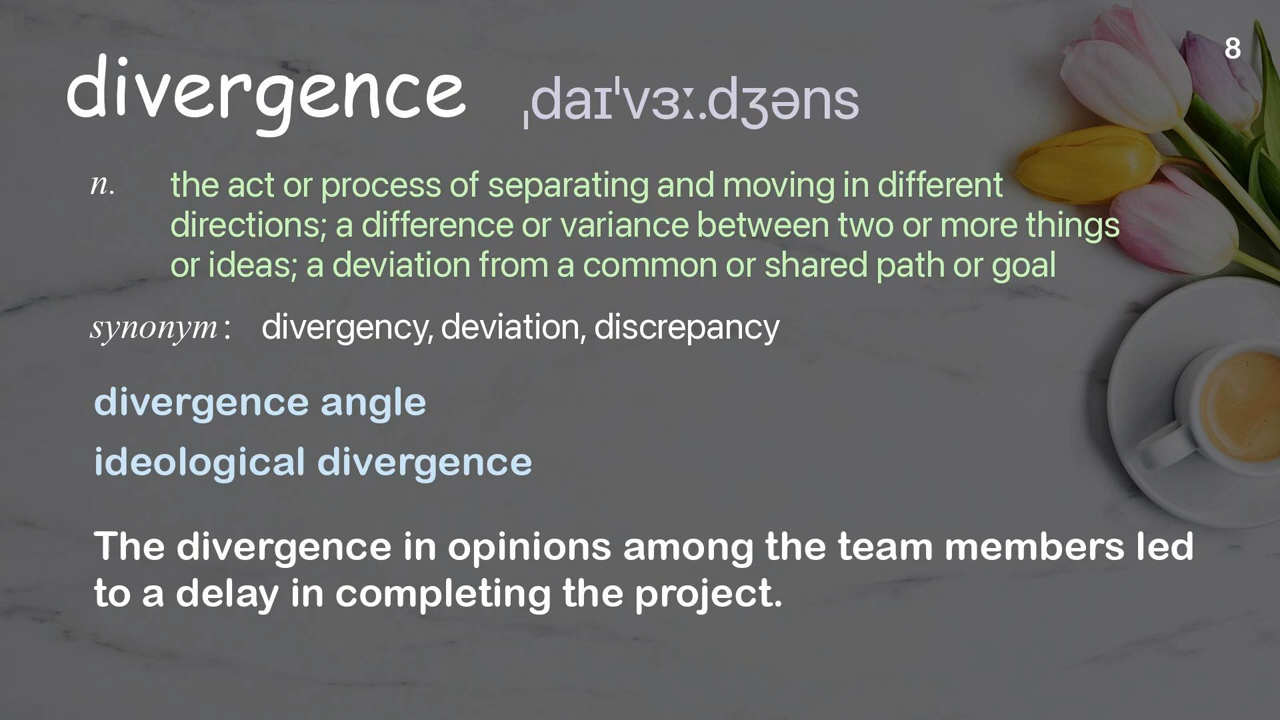 8
divergence ˌdaɪˈvɜː.dʒəns
n. the act or process of separating and moving in different
directions; a difference or variance between two or more things
or ideas; a deviation from a common or shared path or goal
synonym: divergency, deviation, discrepancy
divergence angle
ideological divergence
The divergence in opinions among the team members led
to a delay in completing the project.